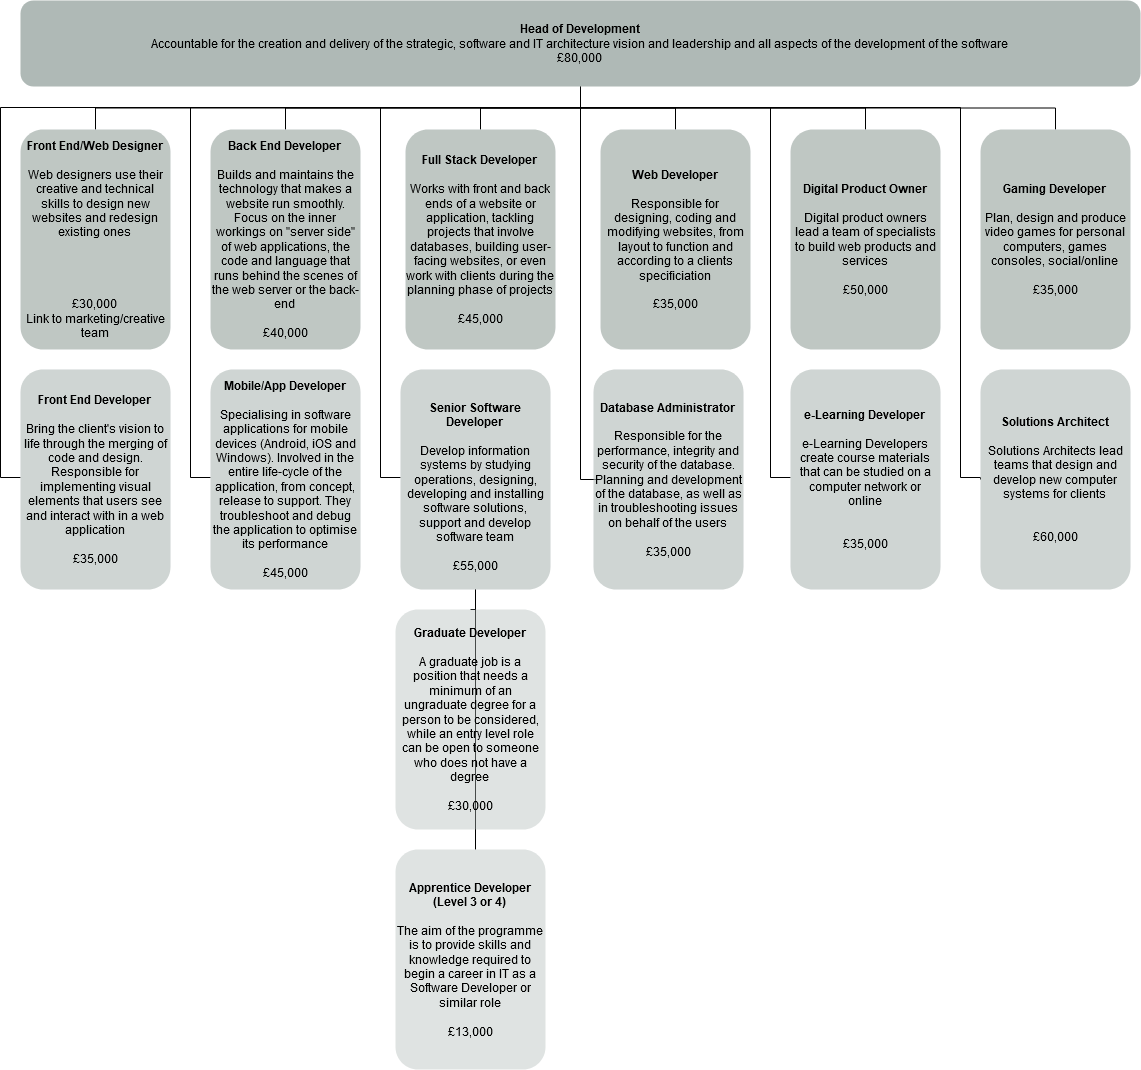 Head of Development
Accountable for the creation and delivery of the strategic, software and IT architecture vision and leadership and all aspects of the development of the software
£80,000
Front End/Web Designer
Web designers use their
creative and technical
skills to design new
websites and redesign
existing ones
£30,000
Link to marketing/creative
team
Back End Developer
Builds and maintains the
technology that makes a
website run smoothly.
Focus on the inner
workings on "server side"
of web applications, the
code and language that
runs behind the scenes of
the web server or the back-
end
£40,000
Full Stack Developer
Works with front and back
ends of a website or
application, tackling
projects that involve
databases, building user-
facing websites, or even
work with clients during the
planning phase of projects
£45,000
Web Developer
Responsible for
designing, coding and
modifying websites, from
layout to function and
according to a clients
specificiation
£35,000
Digital Product Owner
Digital product owners
lead a team of specialists
to build web products and
services
£50,000
Gaming Developer
Plan, design and produce
video games for personal
computers, games
consoles, social/online
£35,000
Front End Developer
Bring the client's vision to
life through the merging of
code and design.
Responsible for
implementing visual
elements that users see
and interact with in a web
application
£35,000
Mobile/App Developer
Specialising in software
applications for mobile
devices (Android, iOS and
Windows). Involved in the
entire life-cycle of the
application, from concept,
release to support. They
troubleshoot and debug
the application to optimise
its performance
£45,000
Senior Software
Developer
Develop information
systems by studying
operations, designing,
developing and installing
software solutions,
support and develop
software team
£55,000
Database Administrator
Responsible for the
performance, integrity and
security of the database.
Planning and development
of the database, as well as
in troubleshooting issues
on behalf of the users
£35,000
e-Learning Developer
e-Learning Developers
create course materials
that can be studied on a
computer network or
online
£35,000
Solutions Architect
Solutions Architects lead
teams that design and
develop new computer
systems for clients
£60,000
Graduate Developer
A graduate job is a
position that needs a
minimum of an
ungraduate degree for a
person to be considered,
while an entry level role
can be open to someone
who does not have a
degree
£30,000
Apprentice Developer
(Level 3 or 4)
The aim of the programme
is to provide skills and
knowledge required to
begin a career in IT as a
Software Developer or
similar role
£13,000